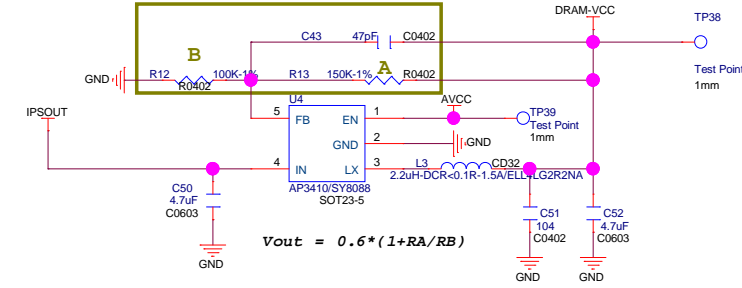 DRAM-VCC
TP38
C43
47pF
C0402
B
A
GND
R12
100K-1%
R13
150K-1%
R0402
R0402
Test Point
1mm
U4
AVCC
IPSOUT
5
FB
EN
1
TP39
Test Point
1mm
GND
2
GND
4
IN
LX
3
L3
CD32
2.2uH-DCR<0.1R-1.5A/ELL4LG2R2NA
AP3410/SY8088
SOT23-5
C50
4.7uF
C0603
C51
104
C0402
C52
4.7uF
C0603
Vout = 0.6*(1+RA/RB)
GND
GND
GND